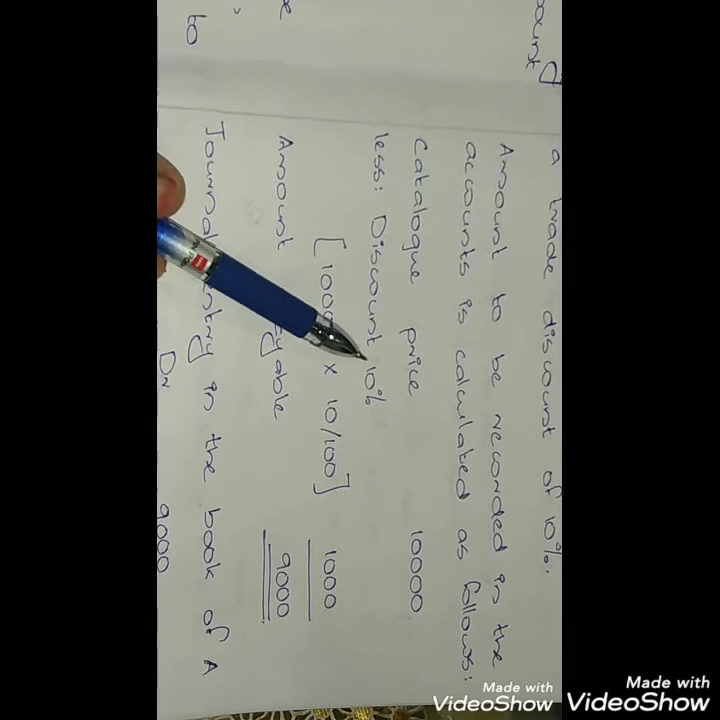 ount
a trade discount of 10%.
Amount to be recorded in the
accounts is calculated as follows:
Catalogue price 10000
less: Discount 10%
x 10/100] 1000
Amount 9000
in the book of A
to
Dr 9000
Made with
VideoShow
Made with
VideoShow